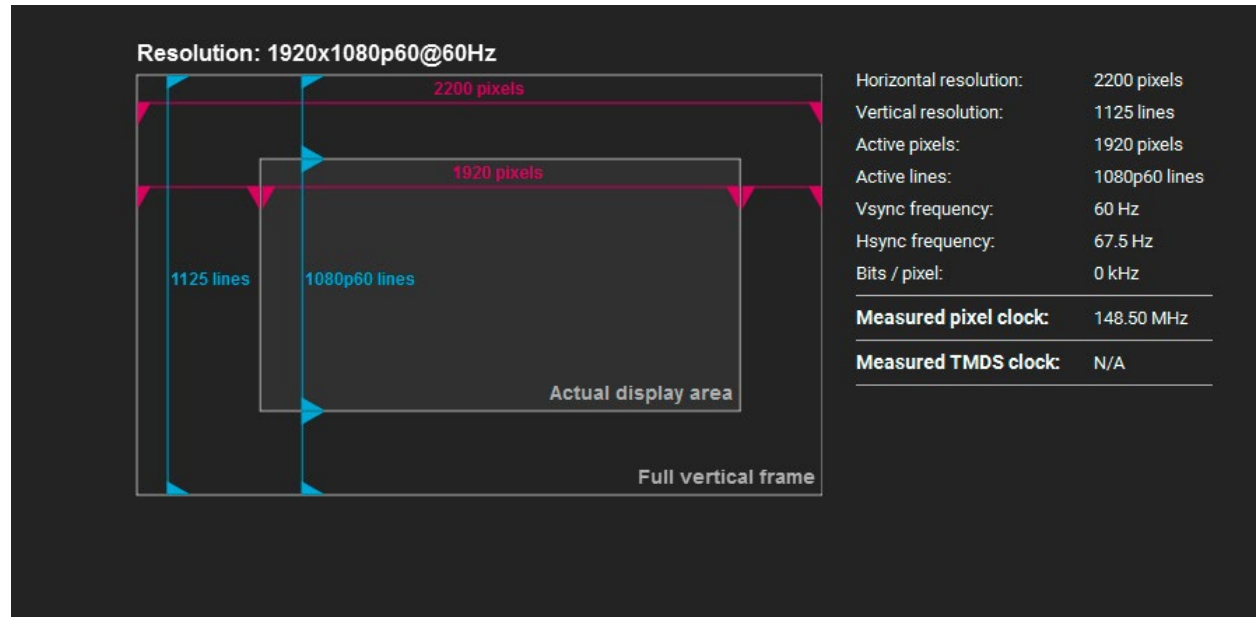 Resolution: 1920x1080p60@60Hz
2200 pixels
1920 pixels
1125 lines
1080p60 lines
Actual display area
Full vertical frame
Horizontal resolution: 2200 pixels
Vertical resolution: 1125 lines
Active pixels: 1920 pixels
Active lines: 1080p60 lines
Vsync frequency: 60 Hz
Hsync frequency: 67.5 Hz
Bits / pixel: 0 kHz
Measured pixel clock: 148.50 MHz
Measured TMDS clock: N/A